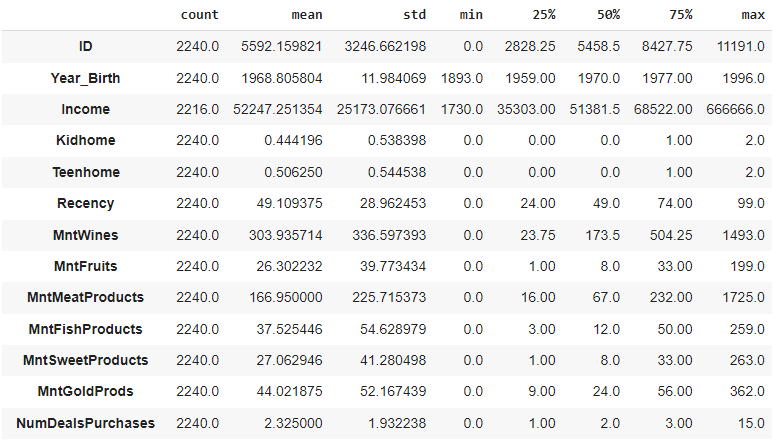 count mean std min 25% 50% 75% max
ID 2240.0 5592.159821 3246.662198 0.0 2828.25 5458.5 8427.75 11191.0
Year_Birth 2240.0 1968.805804 11.984069 1893.0 1959.00 1970.0 1977.00 1996.0
Income 2216.0 52247.251354 25173.076661 1730.0 35303.00 51381.5 68522.00 666666.0
Kidhome 2240.0 0.444196 0.538398 0.0 0.00 0.0 1.00 2.0
Teenhome 2240.0 0.506250 0.544538 0.0 0.00 0.0 1.00 2.0
Recency 2240.0 49.109375 28.962453 0.0 24.00 49.0 74.00 99.0
MntWines 2240.0 303.935714 336.597393 0.0 23.75 173.5 504.25 1493.0
MntFruits 2240.0 26.302232 39.773434 0.0 1.00 8.0 33.00 199.0
MntMeatProducts 2240.0 166.950000 225.715373 0.0 16.00 67.0 232.00 1725.0
MntFishProducts 2240.0 37.525446 54.628979 0.0 3.00 12.0 50.00 259.0
MntSweetProducts 2240.0 27.062946 41.280498 0.0 1.00 8.0 33.00 263.0
MntGoldProds 2240.0 44.021875 52.167439 0.0 9.00 24.0 56.00 362.0
NumDealsPurchases 2240.0 2.325000 1.932238 0.0 1.00 2.0 3.00 15.0